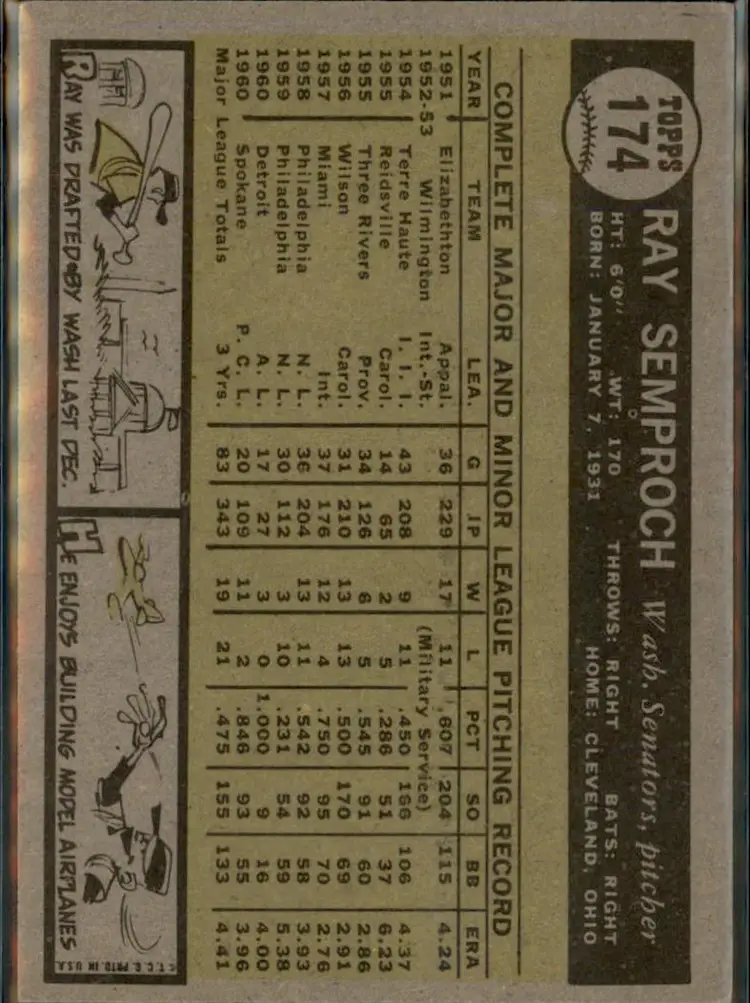 TOPPS
174
RAY SEMPROCH Wash. Senators, pitcher
HT: 6'0" WT: 170 THROWS: RIGHT BATS: RIGHT
BORN: JANUARY 7, 1931 HOME: CLEVELAND, OHIO
COMPLETE MAJOR AND MINOR LEAGUE PITCHING RECORD
YEAR TEAM LEA. G IP W L PCT SO BB ERA
1951 Elizabethton Appal. 36 229 17 11 .607 204 115 4.24
1952-53 Wilmington Int.-St. (Military Service)
1954 Terre Haute I. I. I. 43 208 9 11 .450 166 106 4.37
1955 Reidsville Carol. 14 65 2 5 .286 51 37 6.23
1955 Three Rivers Prov. 34 126 6 5 .545 91 60 2.86
1956 Wilson Carol. 31 210 13 13 .500 170 69 2.91
1957 Miami Int. 37 176 12 4 .750 95 70 2.76
1958 Philadelphia N. L. 36 204 13 11 .542 92 58 3.93
1959 Philadelphia N. L. 30 112 3 10 .231 54 59 5.38
1960 Detroit A. L. 17 27 3 0 1.000 9 16 4.00
1960 Spokane P. C. L. 20 109 11 2 .846 93 55 3.96
Major League Totals 3 Yrs. 83 343 19 21 .475 155 133 4.41
RAY WAS DRAFTED BY WASH LAST DEC.
HE ENJOYS BUILDING MODEL AIRPLANES
T. C. G. PRTD. IN U.S.A.